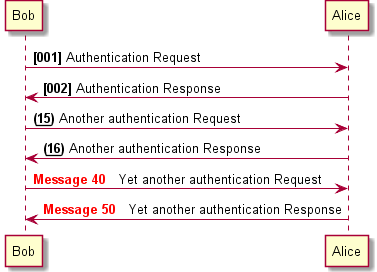 Bob Alice
[001] Authentication Request
[002] Authentication Response
(15) Another authentication Request
(16) Another authentication Response
Message 40 Yet another authentication Request
Message 50 Yet another authentication Response
Bob Alice